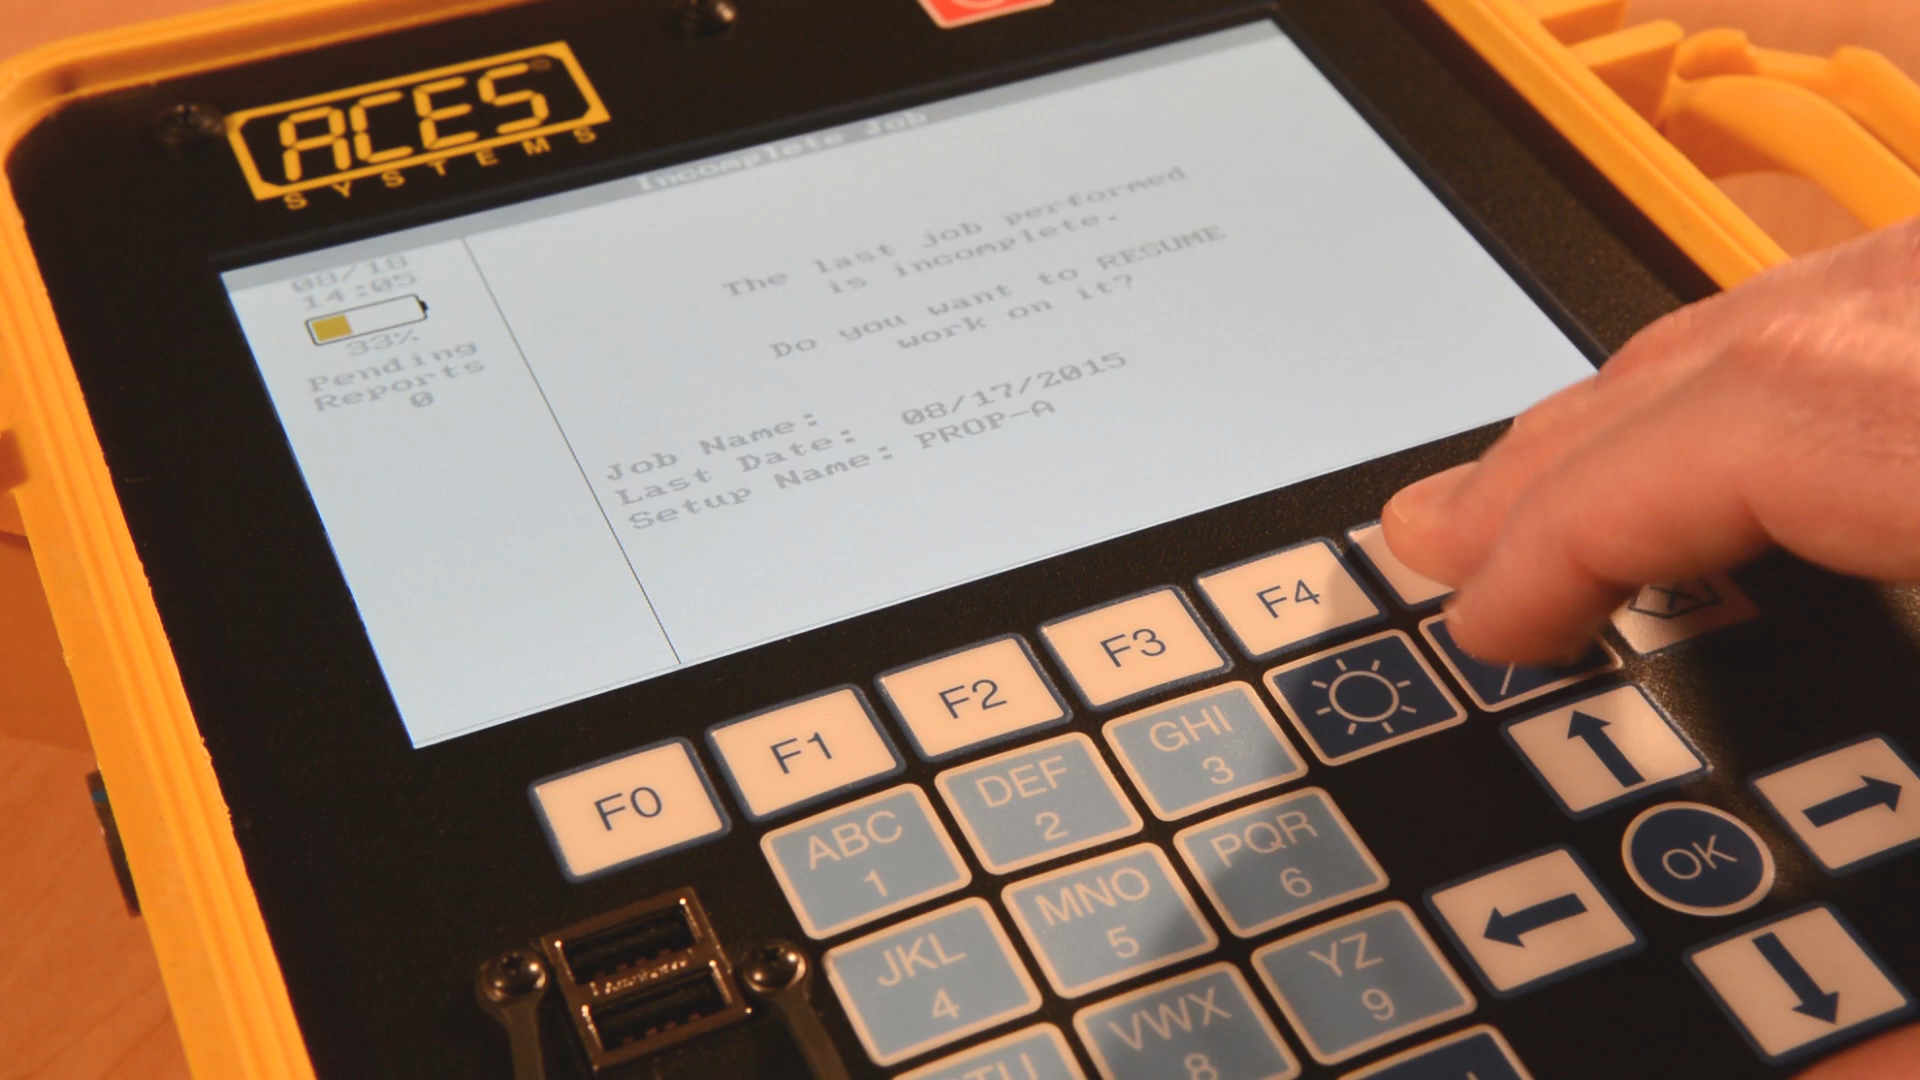 ACES
SYSTEMS
Incomplete Job
08/18
14:05
33%
Pending
Reports
0
The last job performed
is incomplete.
Do you want to RESUME
work on it?
Job Name:
Last Date: 08/17/2015
Setup Name: PROP-A
F0
F1
F2
F3
F4
ABC
1
DEF
2
GHI
3
JKL
4
MNO
5
PQR
6
VWX
8
YZ
9
OK